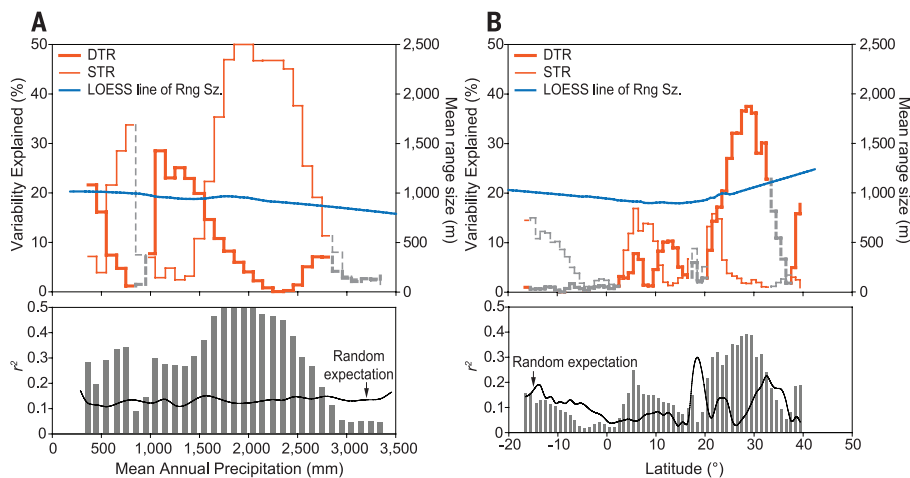 A
B
50
40
30
20
10
0
Variability Explained (%)
DTR
STR
LOESS line of Rng Sz.
2,500
2,000
1,500
1,000
500
0
Mean range size (m)
50
40
30
20
10
0
Variability Explained (%)
DTR
STR
LOESS line of Rng Sz.
2,500
2,000
1,500
1,000
500
0
Mean range size (m)
0.5
0.4
0.3
0.2
0.1
0
r²
Random
expectation
0 500 1,000 1,500 2,000 2,500 3,000 3,500
Mean Annual Precipitation (mm)
0.5
0.4
0.3
0.2
0.1
0
r²
Random expectation
−20 −10 0 10 20 30 40 50
Latitude (°)